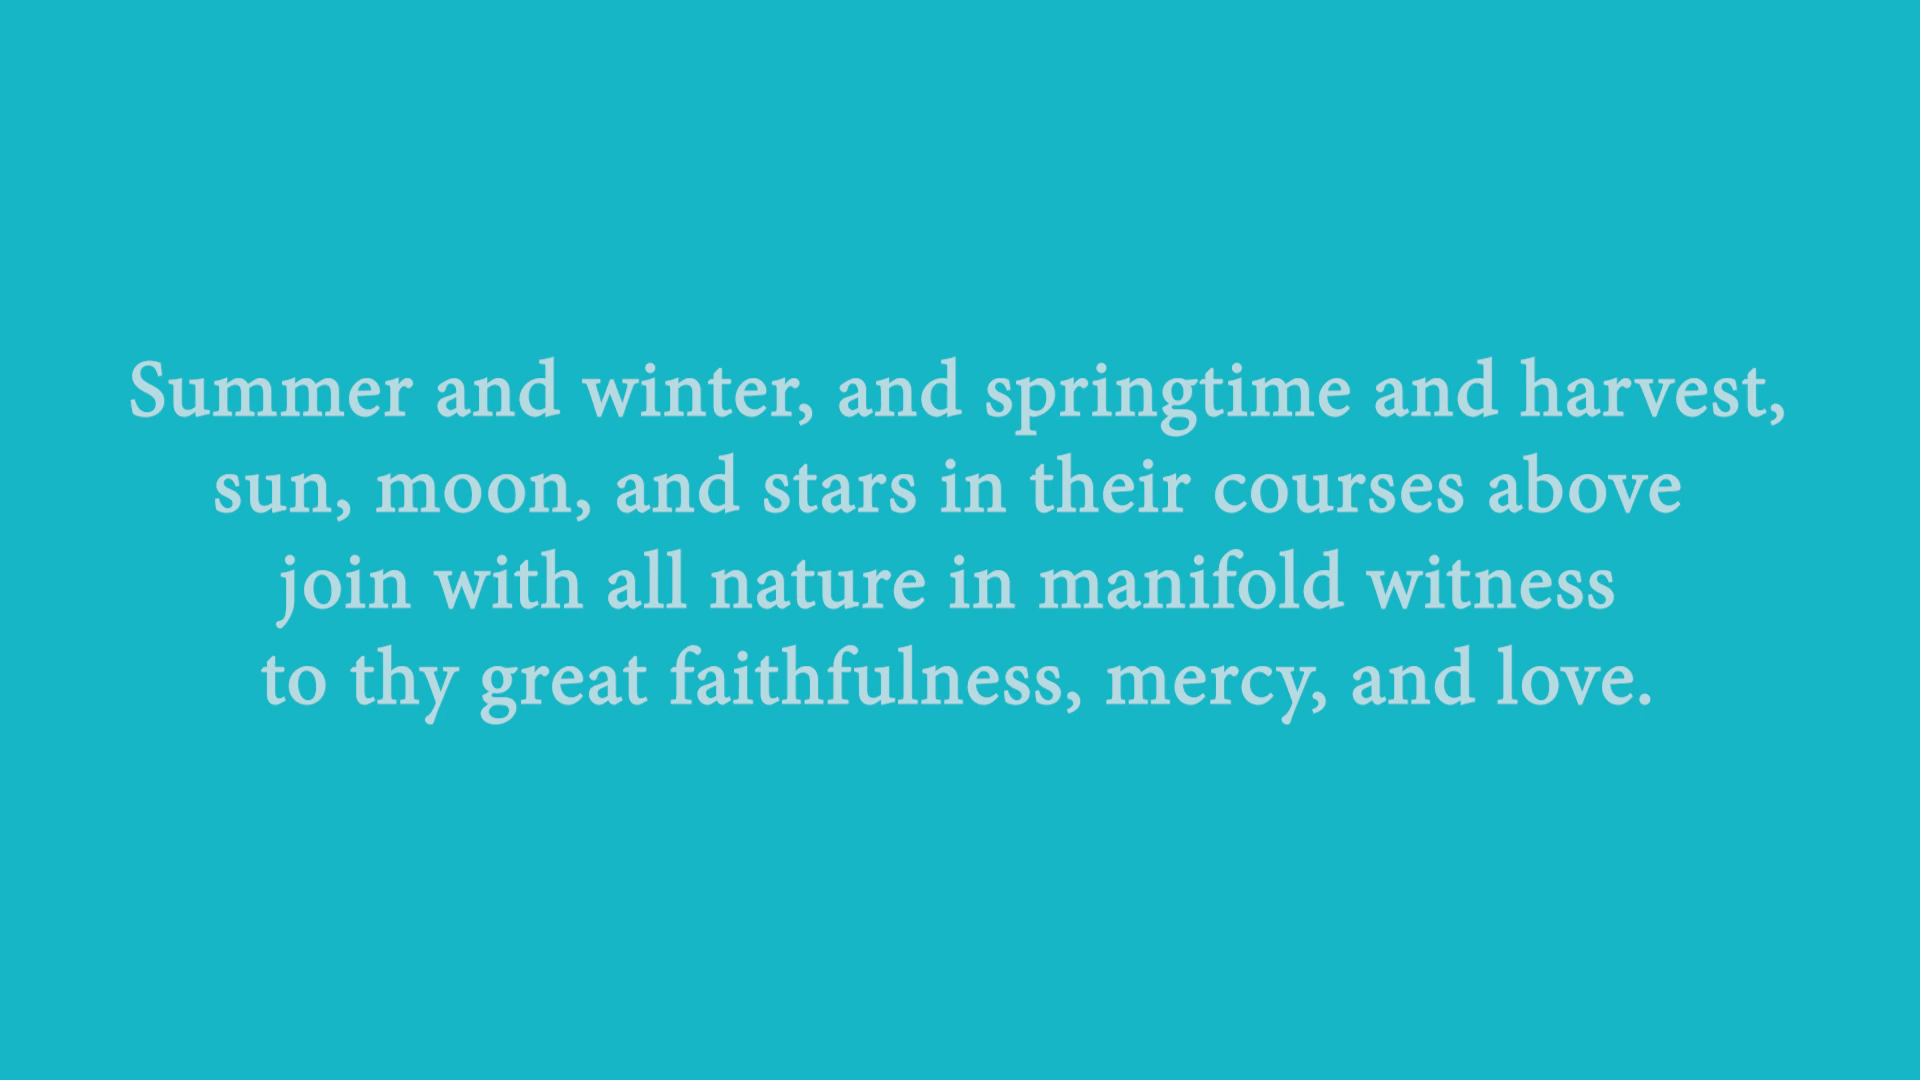 Summer and winter, and springtime and harvest,
sun, moon, and stars in their courses above
join with all nature in manifold witness
to thy great faithfulness, mercy, and love.